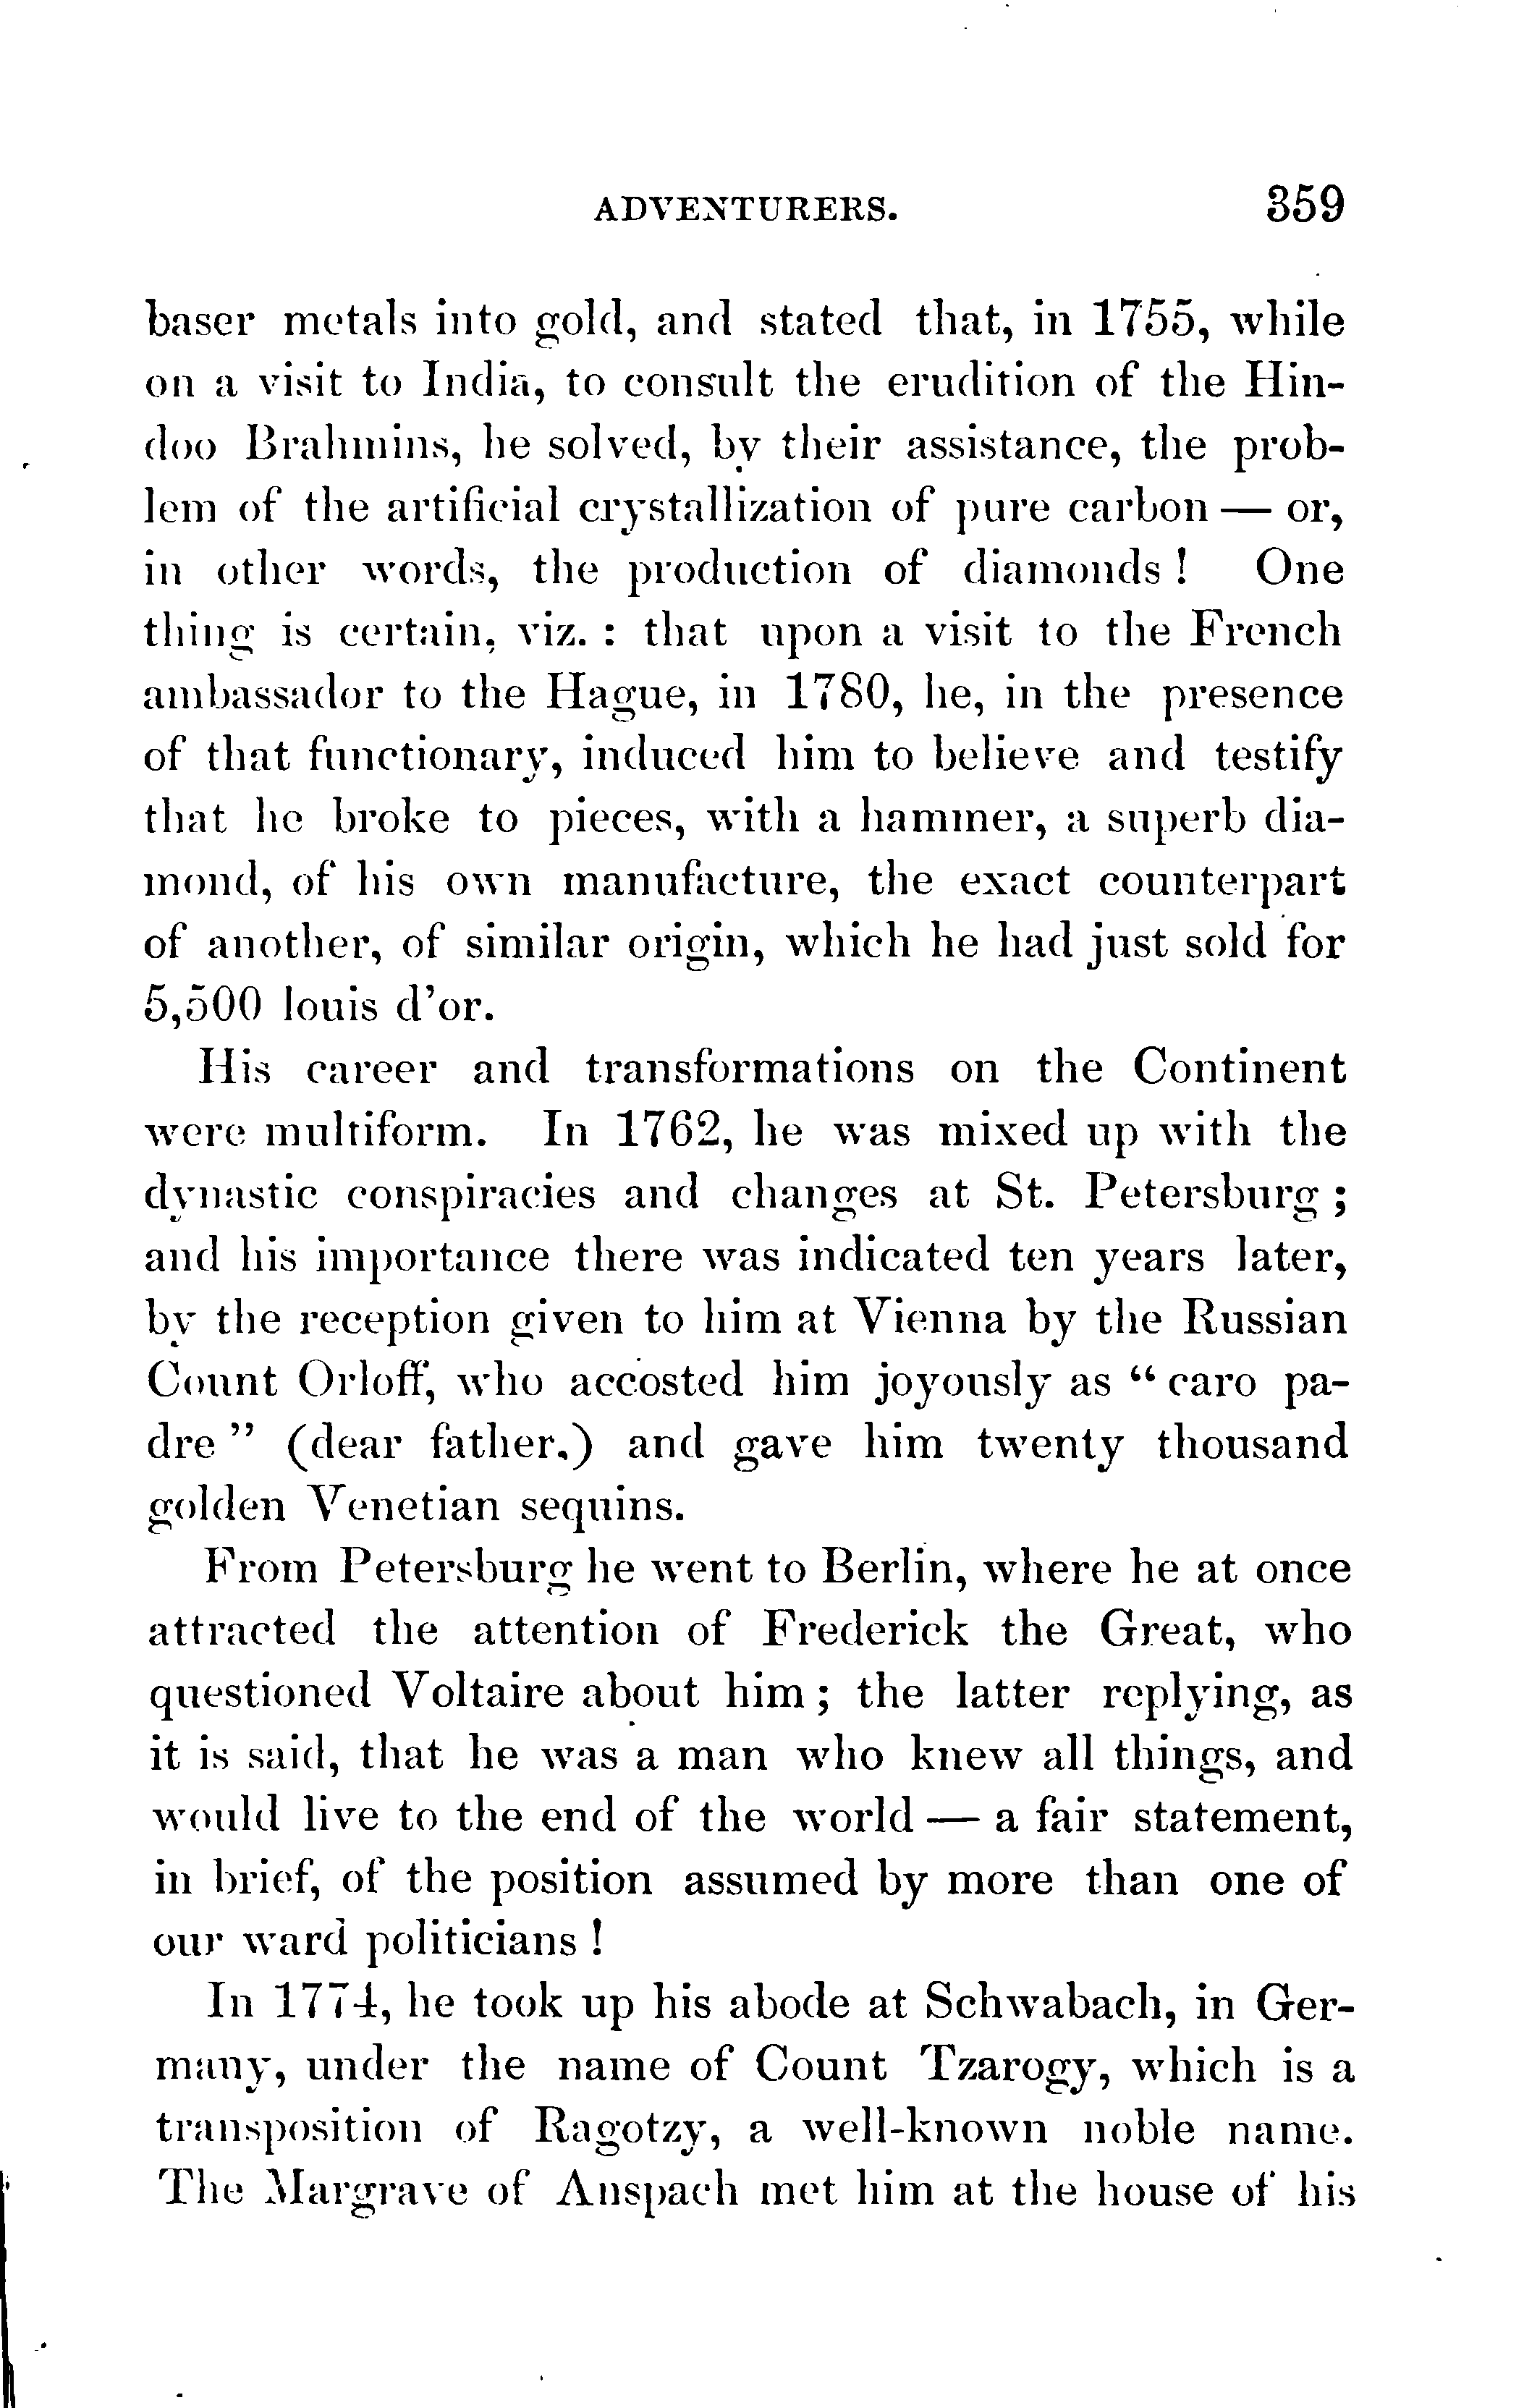 ADVENTURERS. 359
baser metals into gold, and stated that, in 1755, while
on a visit to India, to consult the erudition of the Hin-
doo Brahmins, he solved, by their assistance, the prob-
lem of the artificial crystallization of pure carbon — or,
in other words, the production of diamonds ! One
thing is certain, viz. : that upon a visit to the French
ambassador to the Hague, in 1780, he, in the presence
of that functionary, induced him to believe and testify
that he broke to pieces, with a hammer, a superb dia-
mond, of his own manufacture, the exact counterpart
of another, of similar origin, which he had just sold for
5,500 louis d'or.
His career and transformations on the Continent
were multiform. In 1762, he was mixed up with the
dynastic conspiracies and changes at St. Petersburg ;
and his importance there was indicated ten years later,
by the reception given to him at Vienna by the Russian
Count Orloff, who accosted him joyously as “ caro pa-
dre ” (dear father,) and gave him twenty thousand
golden Venetian sequins.
From Petersburg he went to Berlin, where he at once
attracted the attention of Frederick the Great, who
questioned Voltaire about him ; the latter replying, as
it is said, that he was a man who knew all things, and
would live to the end of the world — a fair statement,
in brief, of the position assumed by more than one of
our ward politicians !
In 1774, he took up his abode at Schwabach, in Ger-
many, under the name of Count Tzarogy, which is a
transposition of Ragotzy, a well-known noble name.
The Margrave of Anspach met him at the house of his